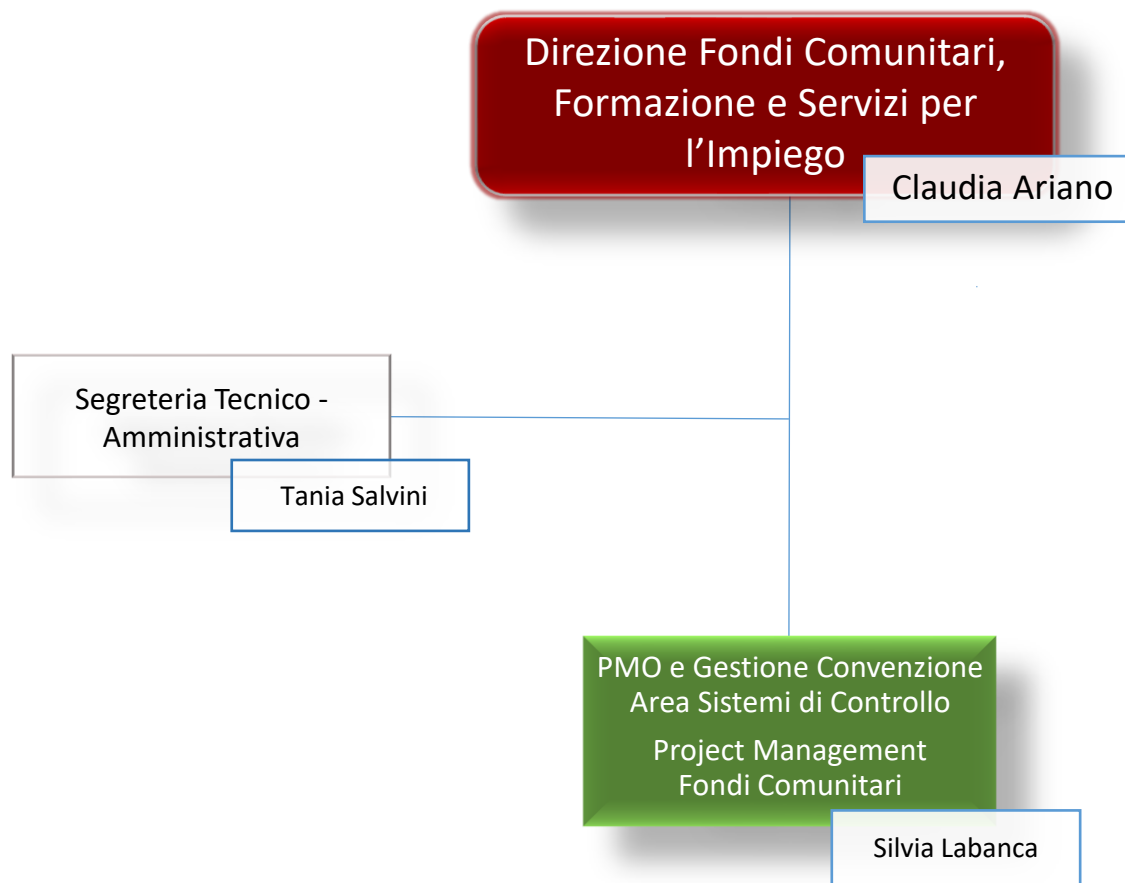 Direzione Fondi Comunitari,
Formazione e Servizi per
l’Impiego
Claudia Ariano
Segreteria Tecnico -
Amministrativa
Tania Salvini
PMO e Gestione Convenzione
Area Sistemi di Controllo
Project Management
Fondi Comunitari
Silvia Labanca